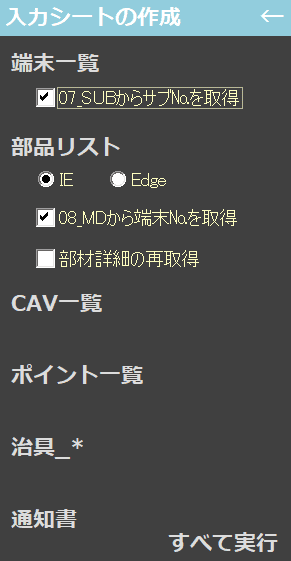 入力シートの作成 ←
端末一覧
07_SUBからサブNo.を取得
部品リスト
IE Edge
08_MDから端末No.を取得
部材詳細の再取得
CAV一覧
ポイント一覧
治具_*
通知書
すべて実行